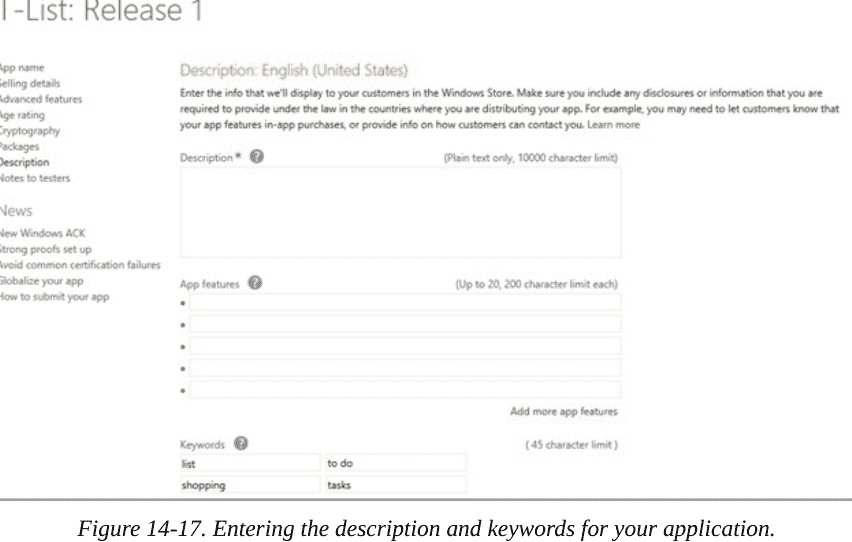 T-List: Release 1
App name
Selling details
Advanced features
Age rating
Cryptography
Packages
Description
Notes to testers
News
New Windows ACK
Strong proofs set up
Avoid common certification failures
Globalize your app
How to submit your app
Description: English (United States)
Enter the info that we'll display to your customers in the Windows Store. Make sure you include any disclosures or information that you are
required to provide under the law in the countries where you are distributing your app. For example, you may need to let customers know that
your app features in-app purchases, or provide info on how customers can contact you. Learn more
Description * ? (Plain text only, 10000 character limit)
App features ? (Up to 20, 200 character limit each)
Add more app features
Keywords ? ( 45 character limit )
list to do
shopping tasks
Figure 14-17. Entering the description and keywords for your application.